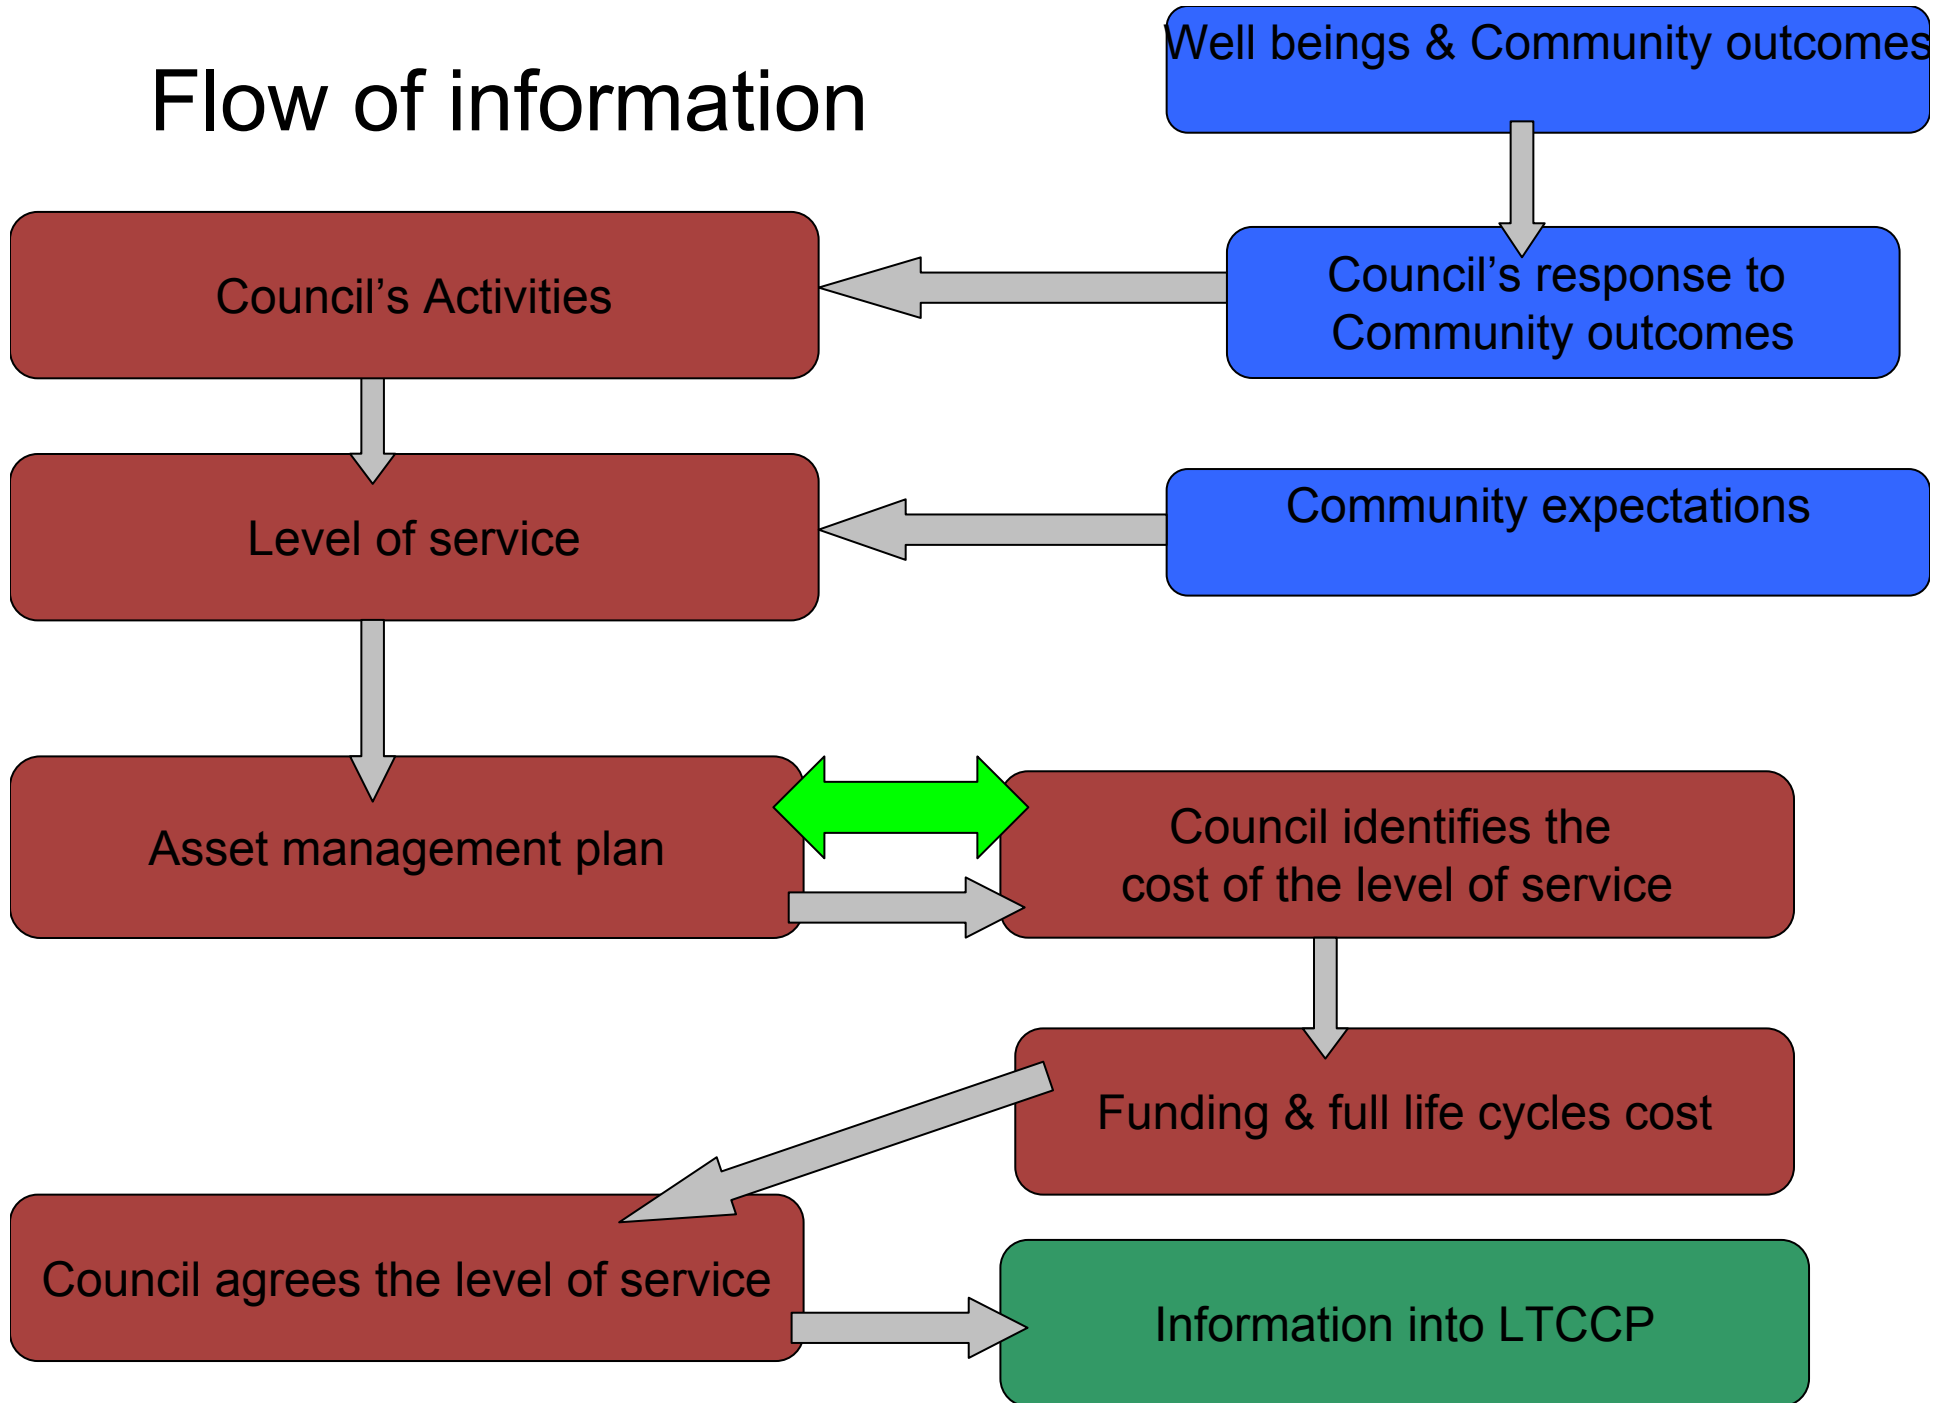 Well beings & Community outcomes
Flow of information
Council’s Activities
Council’s response to
Community outcomes
Level of service
Community expectations
Asset management plan
Council identifies the
cost of the level of service
Funding & full life cycles cost
Council agrees the level of service
Information into LTCCP